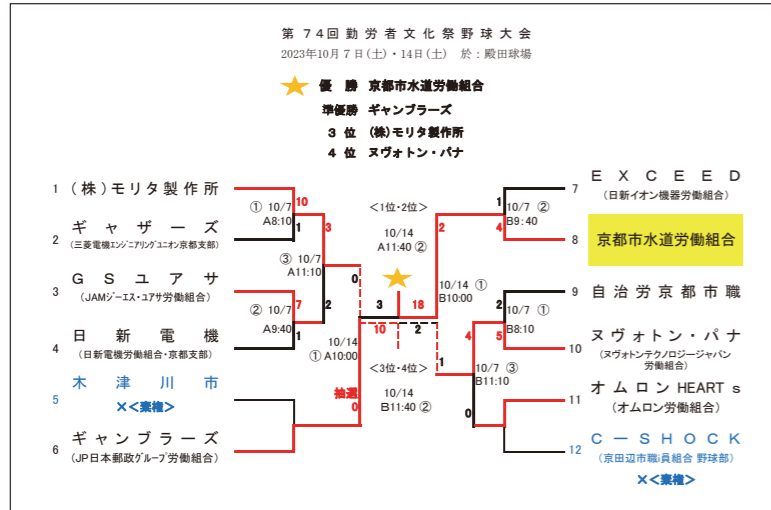 第 74回 勤労者文化祭野球大会
2023年10月7日(土)・14日(土) 於:殿田球場
優 勝 京都市水道労働組合
準優勝 ギャンブラーズ
3 位 (株)モリタ製作所
4 位 ヌヴォトン・パナ
1 (株)モリタ製作所
2 ギャザーズ
(三菱電機エンジニアリングユニオン京都支部)
3 GSユアサ
(JAMジーエス・ユアサ労働組合)
4 日新電機
(日新電機労働組合・京都支部)
5 木津川市
×<棄権>
6 ギャンブラーズ
(JP日本郵政グループ労働組合)
① 10/7
A8:10
10
1
② 10/7
A9:40
7
1
③ 10/7
A11:10
3
2
10/14
① A10:00
0
抽選
0
<1位・2位>
10/14
A11:40 ②
3
18
10
2
<3位・4位>
10/14
B11:40 ②
2
10/14 ①
B10:00
1
1
10/7 ②
B9:40
4
2
10/7 ①
B8:10
5
4
10/7 ③
B11:10
0
7 EXCEED
(日新イオン機器労働組合)
8 京都市水道労働組合
9 自治労京都市職
10 ヌヴォトン・パナ
(ヌヴォトンテクノロジージャパン
労働組合)
11 オムロン HEART s
(オムロン労働組合)
12 C－SHOCK
(京田辺市職員組合 野球部)
×<棄権>